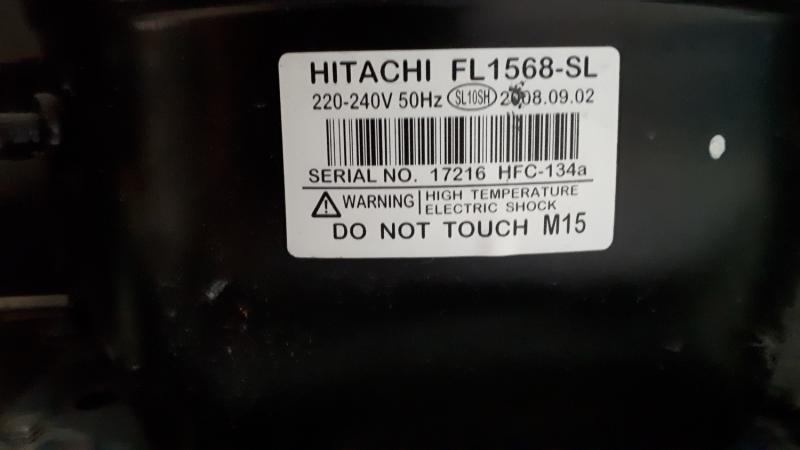 HITACHI FL1568-SL
220-240V 50Hz SL10SH 2008.09.02
SERIAL NO. 17216 HFC-134a
WARNING HIGH TEMPERATURE
ELECTRIC SHOCK
DO NOT TOUCH M15